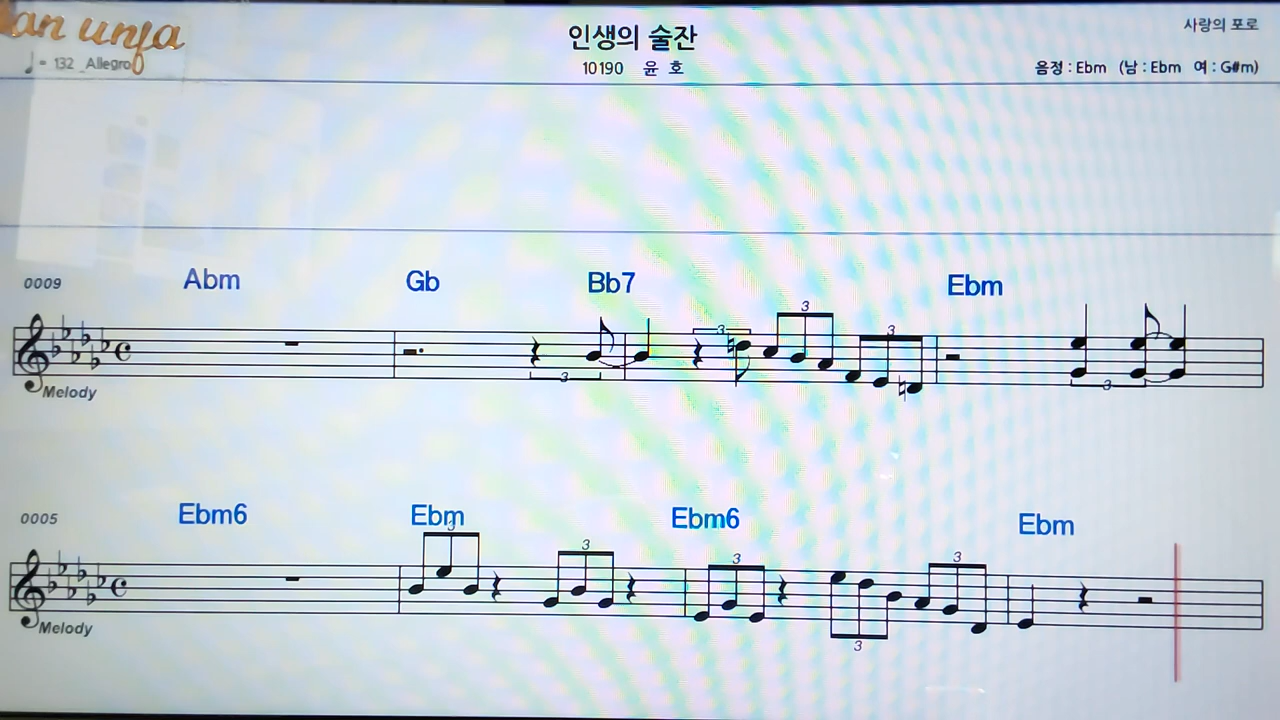 an unja
인생의 술잔
사랑의 포로
♩= 132 _Allegro
10190 윤 호
음정 : Ebm (남 : Ebm 여 : G#m)
0009 Abm Gb Bb7 Ebm
3 3 3 3 3
Melody
0005 Ebm6 Ebm Ebm6 Ebm
3 3 3 3 3
Melody